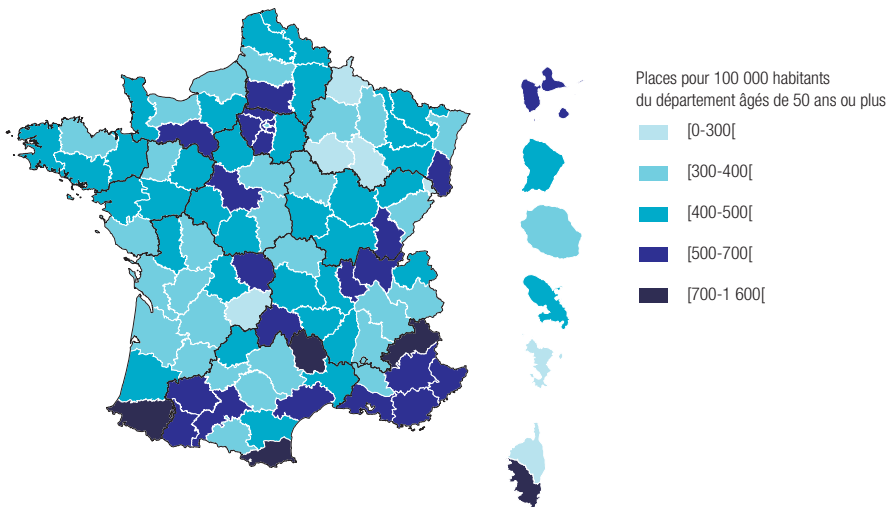 Places pour 100 000 habitants
du département âgés de 50 ans ou plus
[0-300[
[300-400[
[400-500[
[500-700[
[700-1 600[